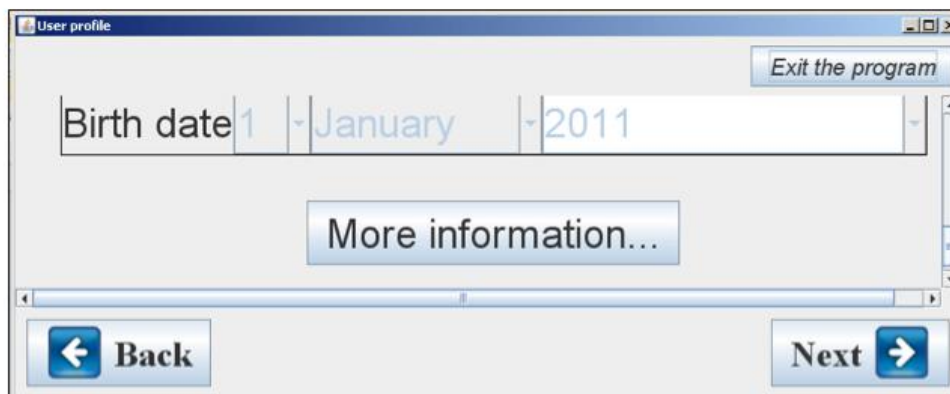 User profile
Exit the program
Birth date 1 January 2011
More information...
Back
Next